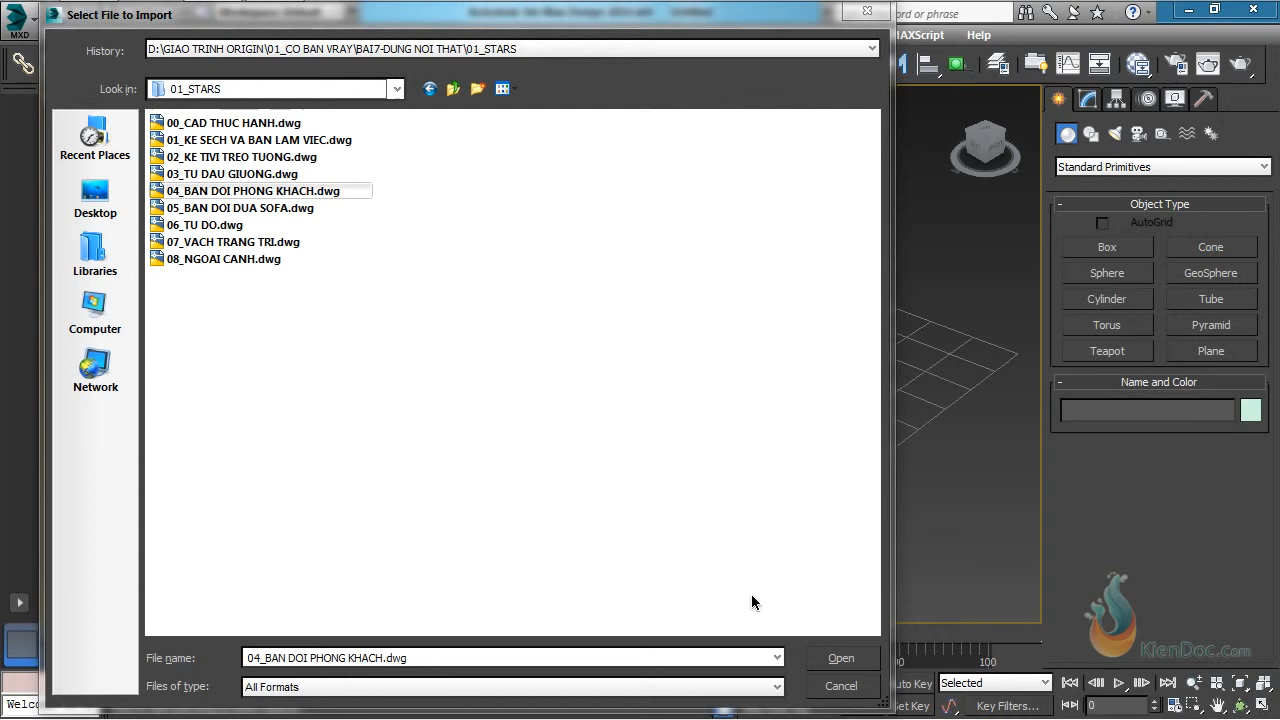 Select File to Import
MXD
ord or phrase
AXScript Help
History: D:\GIAO TRINH ORIGIN\01_CO BAN VRAY\BAI7-DUNG NOI THAT\01_STARS
Look in: 01_STARS
00_CAD THUC HANH.dwg
01_KE SECH VA BAN LAM VIEC.dwg
02_KE TIVI TREO TUONG.dwg
03_TU DAU GIUONG.dwg
04_BAN DOI PHONG KHACH.dwg
05_BAN DOI DUA SOFA.dwg
06_TU DO.dwg
07_VACH TRANG TRI.dwg
08_NGOAI CANH.dwg
Recent Places
Desktop
Libraries
Computer
Network
File name: 04_BAN DOI PHONG KHACH.dwg Open
Files of type: All Formats Cancel
Standard Primitives
Object Type
AutoGrid
Box Cone
Sphere GeoSphere
Cylinder Tube
Torus Pyramid
Teapot Plane
Name and Color
KienDoc.com
00 100
uto Key Selected
et Key Key Filters... 0
Welc